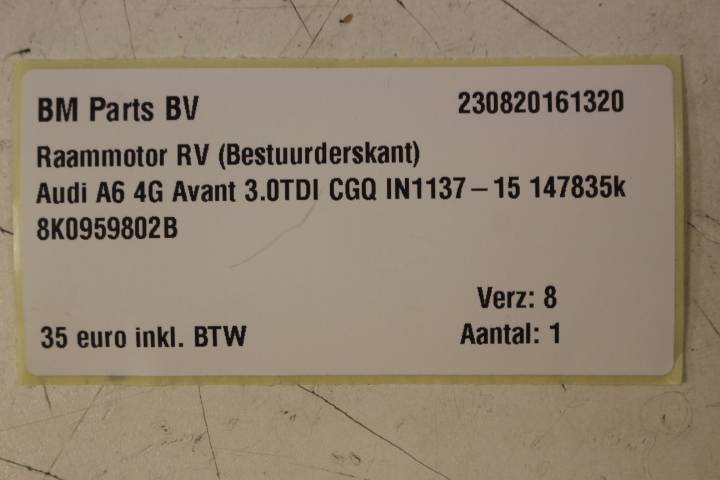 BM Parts BV 230820161320
Raammotor RV (Bestuurderskant)
Audi A6 4G Avant 3.0TDI CGQ IN1137-15 147835k
8K0959802B
Verz: 8
35 euro inkl. BTW Aantal: 1